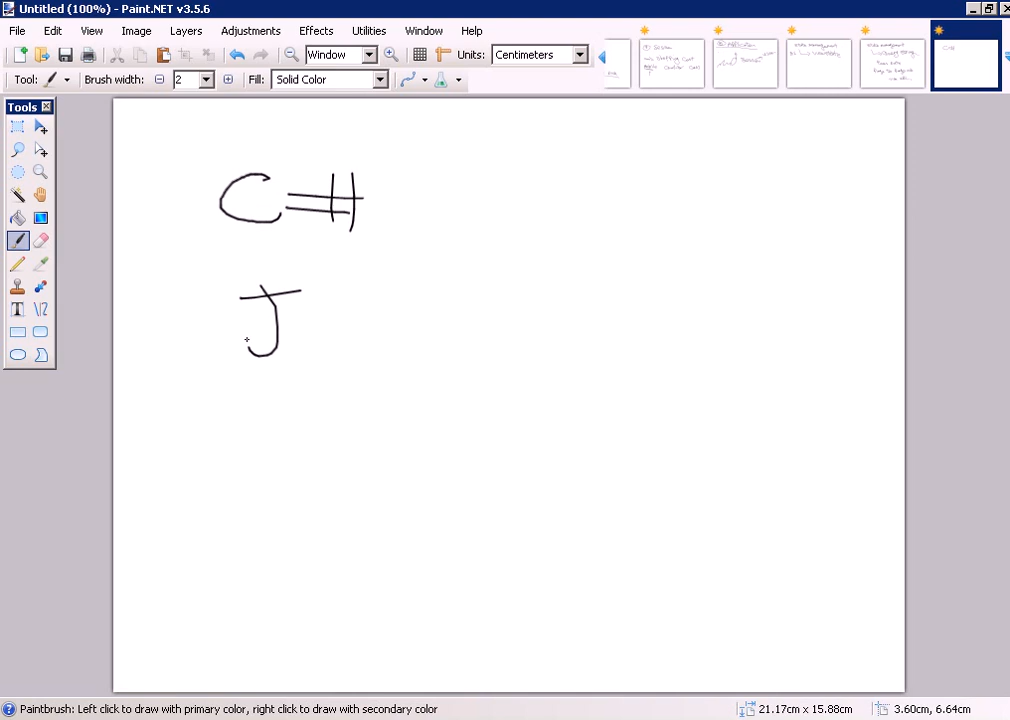 Untitled (100%) - Paint.NET v3.5.6
File Edit View Image Layers Adjustments Effects Utilities Window Help
Window Units: Centimeters
Tool: Brush width: 2 Fill: Solid Color
Tools
C=H
J
Paintbrush: Left click to draw with primary color, right click to draw with secondary color 21.17cm x 15.88cm 3.60cm, 6.64cm